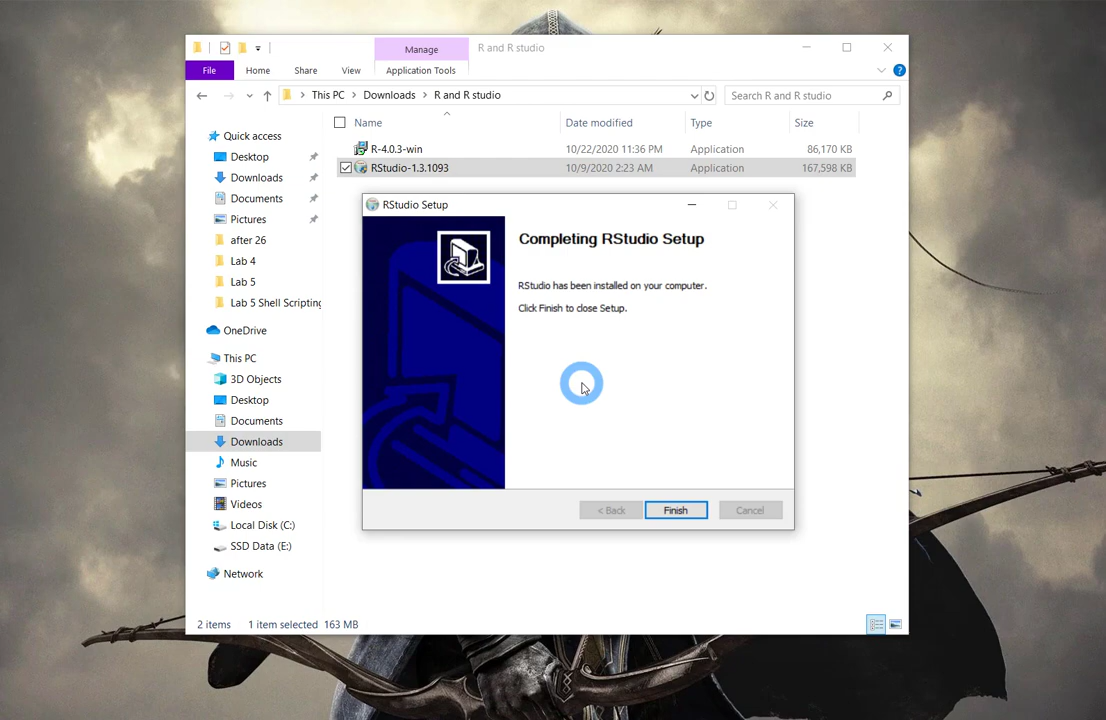 Manage
R and R studio
File
Home
Share
View
Application Tools
?
This PC
Downloads
R and R studio
Search R and R studio
Name
Date modified
Type
Size
R-4.0.3-win
10/22/2020 11:36 PM
Application
86,170 KB
RStudio-1.3.1093
10/9/2020 2:23 AM
Application
167,598 KB
Quick access
Desktop
Downloads
Documents
Pictures
after 26
Lab 4
Lab 5
Lab 5 Shell Scripting
OneDrive
This PC
3D Objects
Desktop
Documents
Downloads
Music
Pictures
Videos
Local Disk (C:)
SSD Data (E:)
Network
RStudio Setup
Completing RStudio Setup
RStudio has been installed on your computer.
Click Finish to close Setup.
< Back
Finish
Cancel
2 items
1 item selected
163 MB